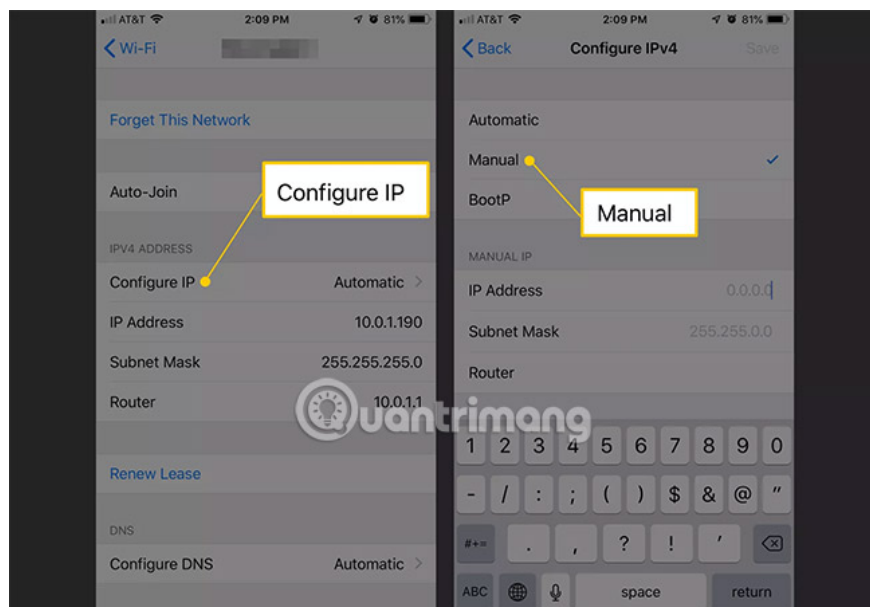 AT&T 2:09 PM 81%
Wi-Fi
Forget This Network
Auto-Join
Configure IP
IPV4 ADDRESS
Configure IP Automatic
IP Address 10.0.1.190
Subnet Mask 255.255.255.0
Router 10.0.1.1
Renew Lease
DNS
Configure DNS Automatic
AT&T 2:09 PM 81%
Back Configure IPv4 Save
Automatic
Manual
BootP
Manual
MANUAL IP
IP Address 0.0.0.0
Subnet Mask 255.255.0.0
Router
Quantrimang
1 2 3 4 5 6 7 8 9 0
- / : ; ( ) $ & @ "
#+= . , ? ! '
ABC space return